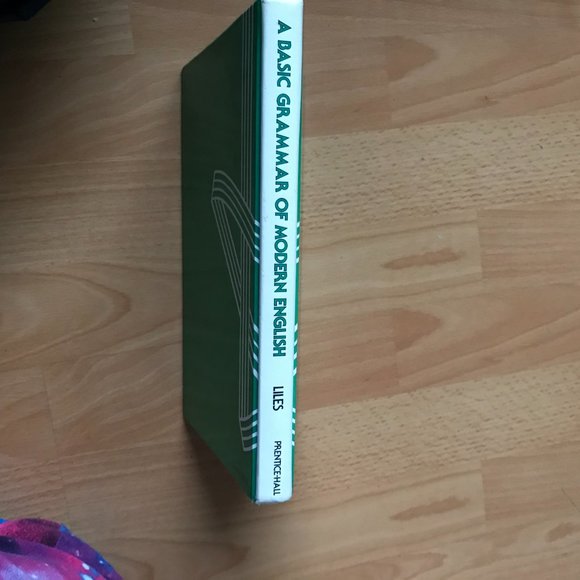 A BASIC GRAMMAR OF MODERN ENGLISH
LILES
PRENTICE-HALL